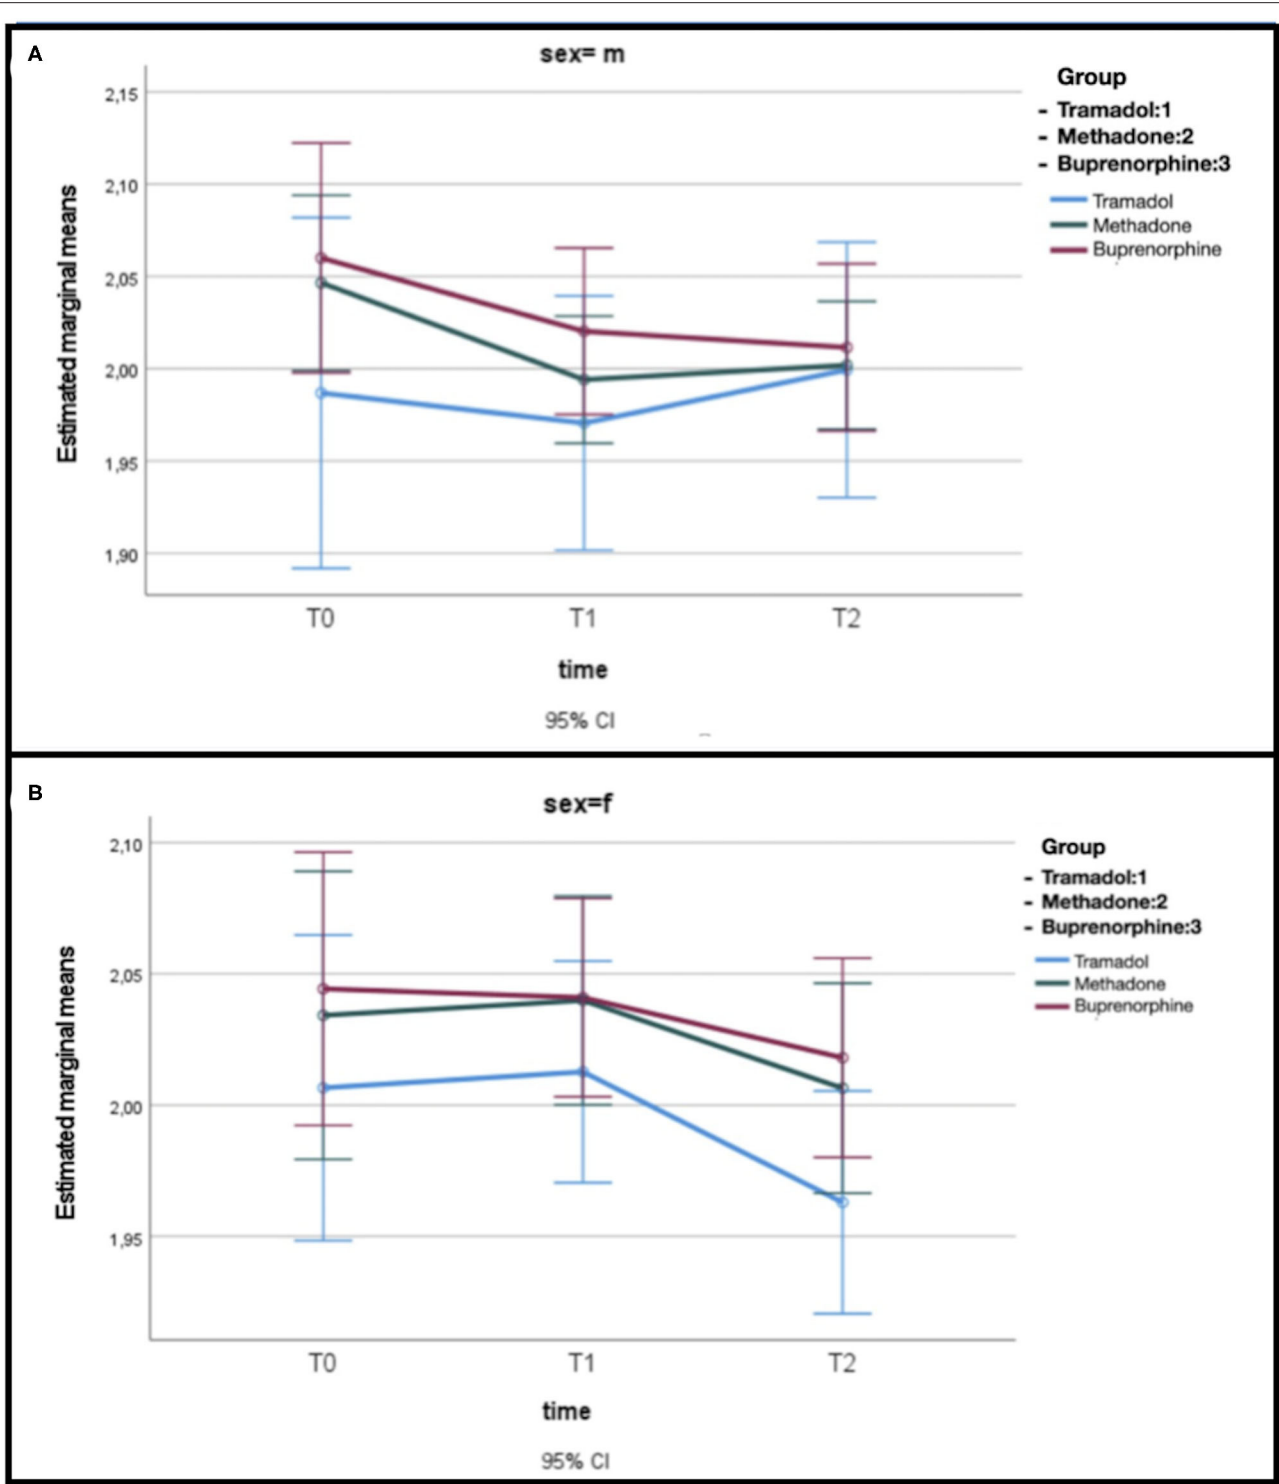 A
sex= m
Group
- Tramadol:1
- Methadone:2
- Buprenorphine:3
Tramadol
Methadone
Buprenorphine
Estimated marginal means
2,15
2,10
2,05
2,00
1,95
1,90
T0 T1 T2
time
95% CI
B
sex=f
Group
- Tramadol:1
- Methadone:2
- Buprenorphine:3
Tramadol
Methadone
Buprenorphine
Estimated marginal means
2,10
2,05
2,00
1,95
T0 T1 T2
time
95% CI